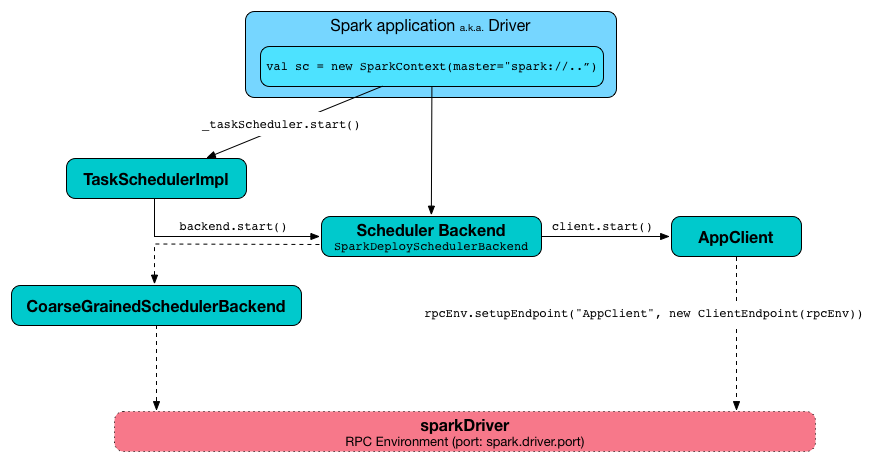 Spark application a.k.a. Driver
val sc = new SparkContext(master="spark://..”)
_taskScheduler.start()
TaskSchedulerImpl
backend.start()
Scheduler Backend
SparkDeploySchedulerBackend
client.start()
AppClient
CoarseGrainedSchedulerBackend
rpcEnv.setupEndpoint("AppClient", new ClientEndpoint(rpcEnv))
sparkDriver
RPC Environment (port: spark.driver.port)